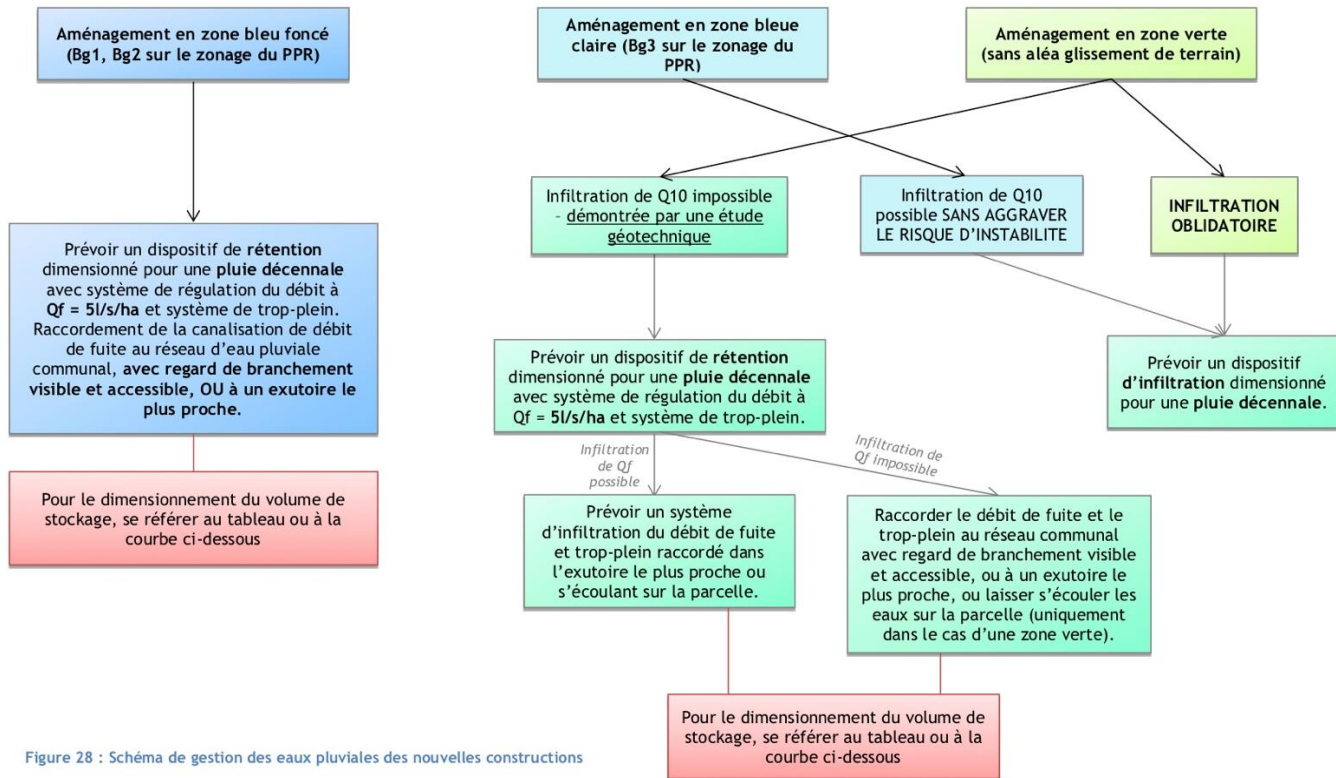 Aménagement en zone bleu foncé
(Bg1, Bg2 sur le zonage du PPR)
Prévoir un dispositif de rétention
dimensionné pour une pluie décennale
avec système de régulation du débit à
Qf = 5l/s/ha et système de trop-plein.
Raccordement de la canalisation de débit
de fuite au réseau d'eau pluviale
communal, avec regard de branchement
visible et accessible, OU à un exutoire le
plus proche.
Pour le dimensionnement du volume de
stockage, se référer au tableau ou à la
courbe ci-dessous
Aménagement en zone bleue
claire (Bg3 sur le zonage du
PPR)
Aménagement en zone verte
(sans aléa glissement de terrain)
Infiltration de Q10 impossible
- démontrée par une étude
géotechnique
Infiltration de Q10
possible SANS AGGRAVER
LE RISQUE D'INSTABILITE
INFILTRATION
OBLIDATOIRE
Prévoir un dispositif de rétention
dimensionné pour une pluie décennale
avec système de régulation du débit à
Qf = 5l/s/ha et système de trop-plein.
Prévoir un dispositif
d'infiltration dimensionné
pour une pluie décennale.
Infiltration
de Qf
possible
Infiltration de
Qf impossible
Prévoir un système
d'infiltration du débit de fuite
et trop-plein raccordé dans
l'exutoire le plus proche ou
s'écoulant sur la parcelle.
Raccorder le débit de fuite et le
trop-plein au réseau communal
avec regard de branchement visible
et accessible, ou à un exutoire le
plus proche, ou laisser s'écouler les
eaux sur la parcelle (uniquement
dans le cas d'une zone verte).
Pour le dimensionnement du volume de
stockage, se référer au tableau ou à la
courbe ci-dessous
Figure 28 : Schéma de gestion des eaux pluviales des nouvelles constructions